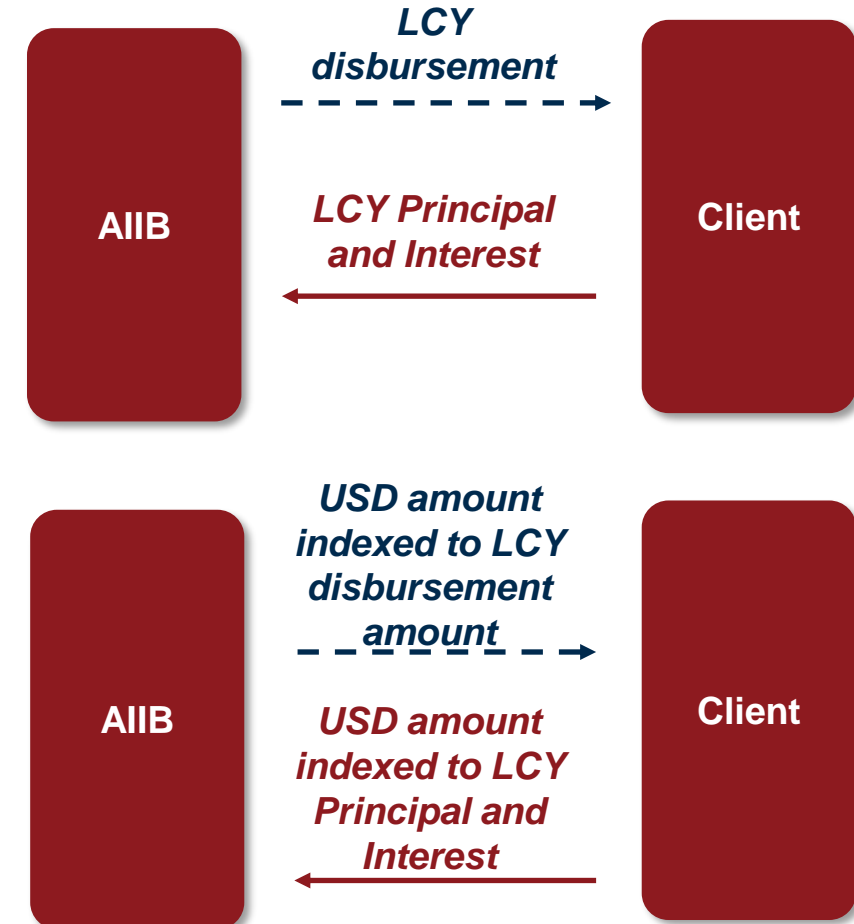 LCY
disbursement
AIIB
LCY Principal
and Interest
Client
USD amount
indexed to LCY
disbursement
amount
AIIB
USD amount
indexed to LCY
Principal and
Interest
Client